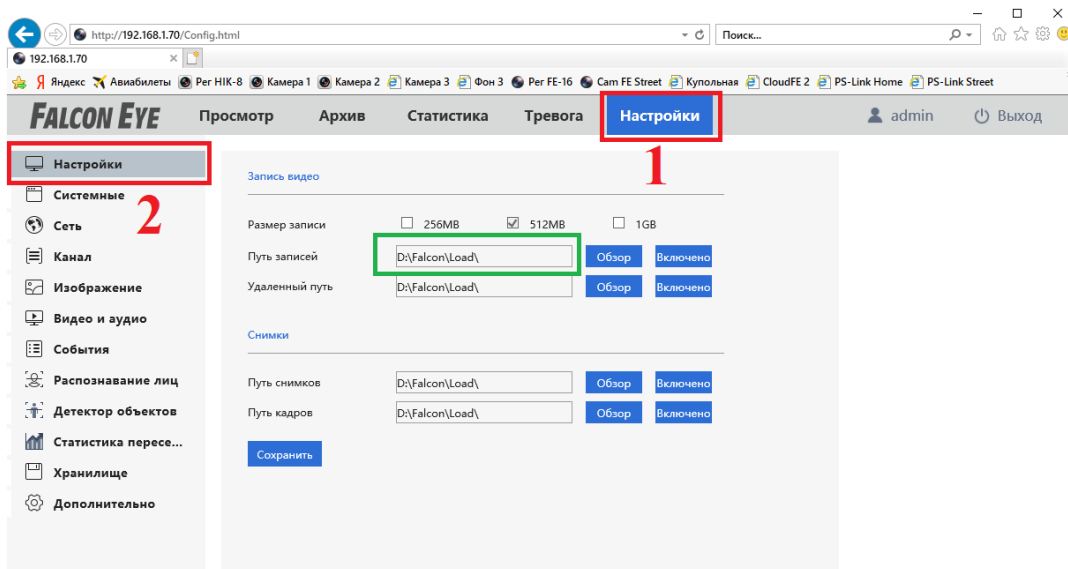 http://192.168.1.70/Config.html
Поиск...
192.168.1.70
Яндекс Авиабилеты Рег HIK-8 Камера 1 Камера 2 Камера 3 Фон 3 Рег FE-16 Cam FE Street Купольная CloudFE 2 PS-Link Home PS-Link Street
FALCON EYE Просмотр Архив Статистика Тревога Настройки admin Выход
1
Настройки
2
Системные
Сеть
Канал
Изображение
Видео и аудио
События
Распознавание лиц
Детектор объектов
Статистика пересе...
Хранилище
Дополнительно
Запись видео
Размер записи 256MB 512MB 1GB
Путь записей D:\Falcon\Load\ Обзор Включено
Удаленный путь D:\Falcon\Load\ Обзор Включено
Снимки
Путь снимков D:\Falcon\Load\ Обзор Включено
Путь кадров D:\Falcon\Load\ Обзор Включено
Сохранить